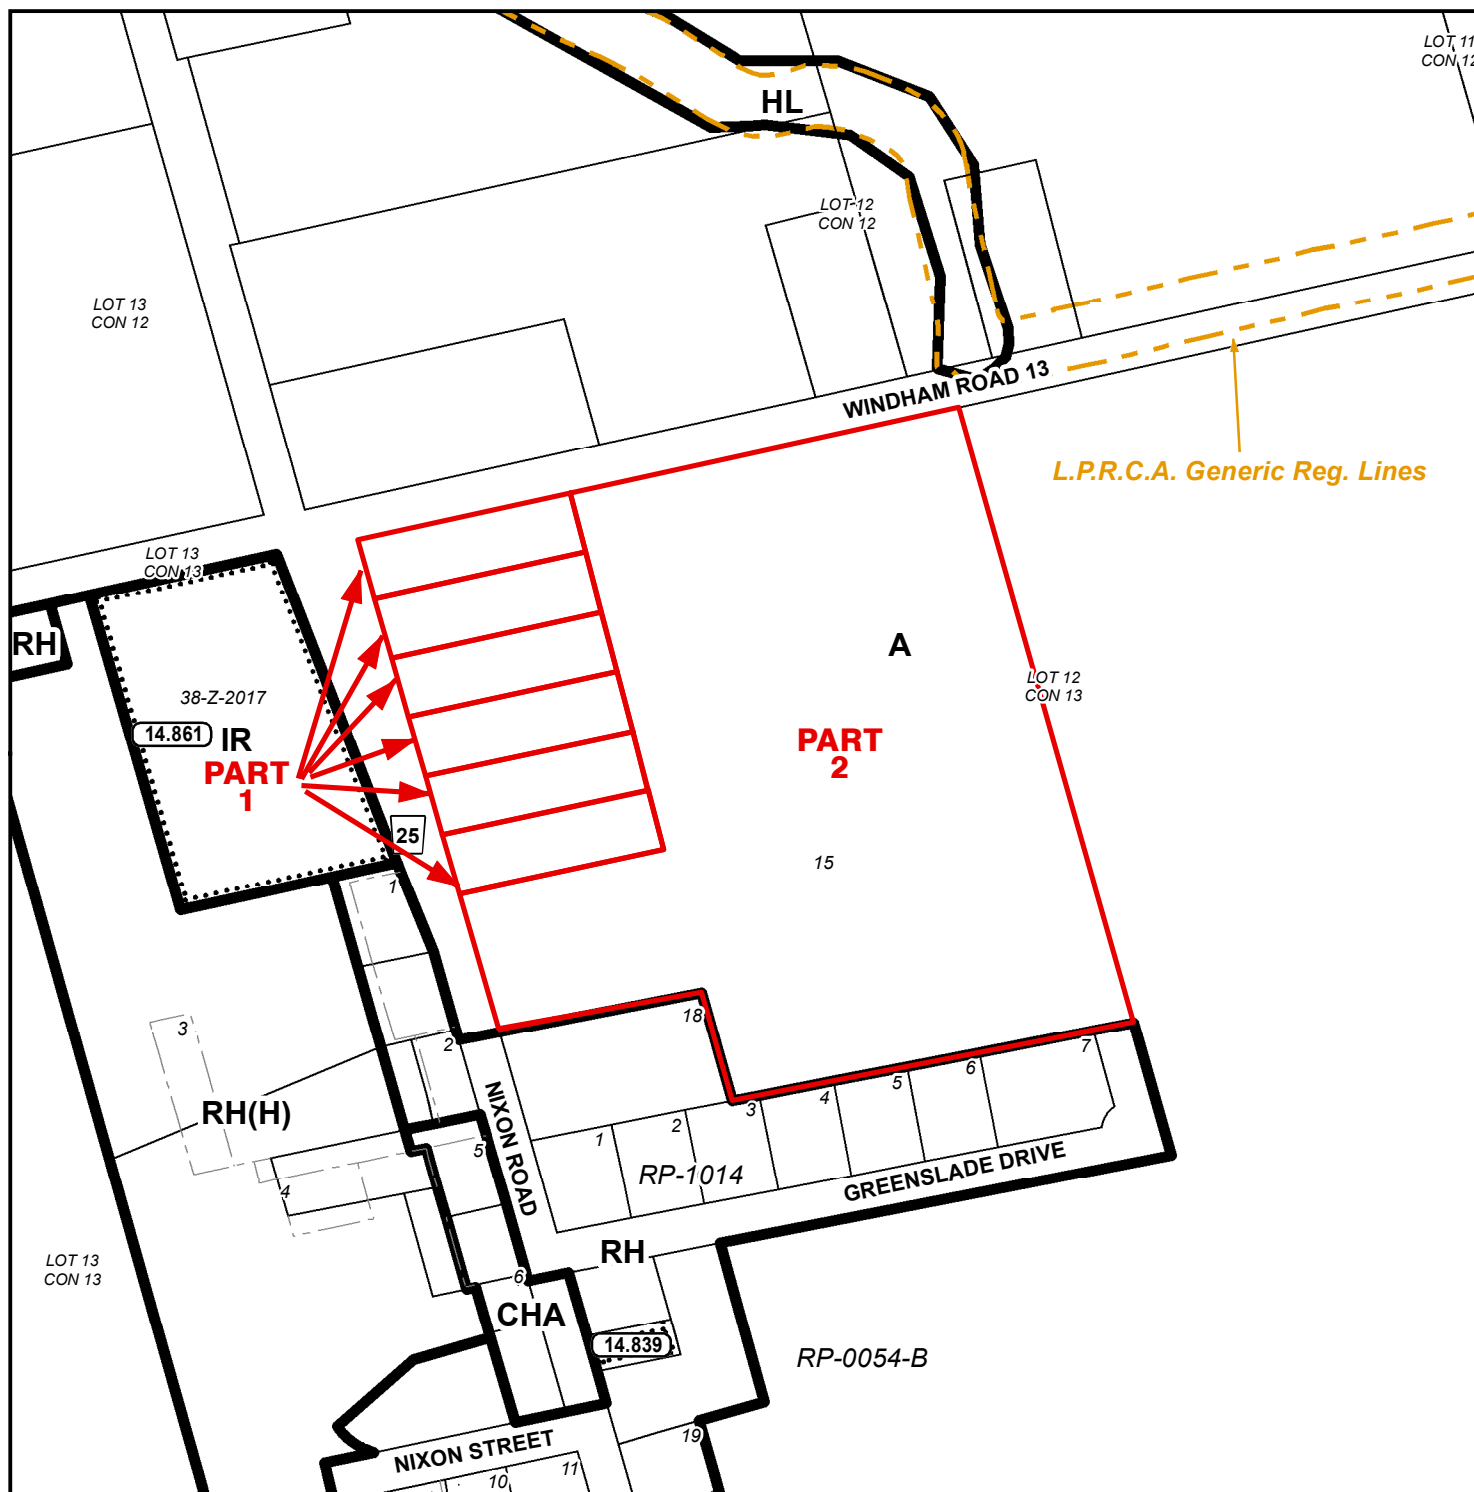 LOT 11
CON 12
HL
LOT 12
CON 12
LOT 13
CON 12
WINDHAM ROAD 13
L.P.R.C.A. Generic Reg. Lines
LOT 13
CON 13
RH
A
LOT 12
CON 13
38-Z-2017
14.861
IR
PART
1
PART
2
25
15
1
18
3
2
7
6
5
4
3
2
1
NIXON ROAD
RH(H)
5
RP-1014
GREENSLADE DRIVE
4
RH
LOT 13
CON 13
6
CHA
14.839
RP-0054-B
NIXON STREET
19
10
11